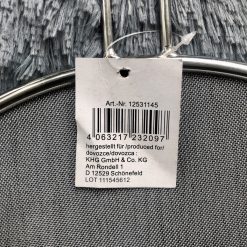 Art.-Nr. 12531145
4 063217 232097
hergestellt für /produced for/
dovozce/dovozca :
KHG GmbH & Co. KG
Am Rondell 1
D 12529 Schönefeld
LOT 111545612